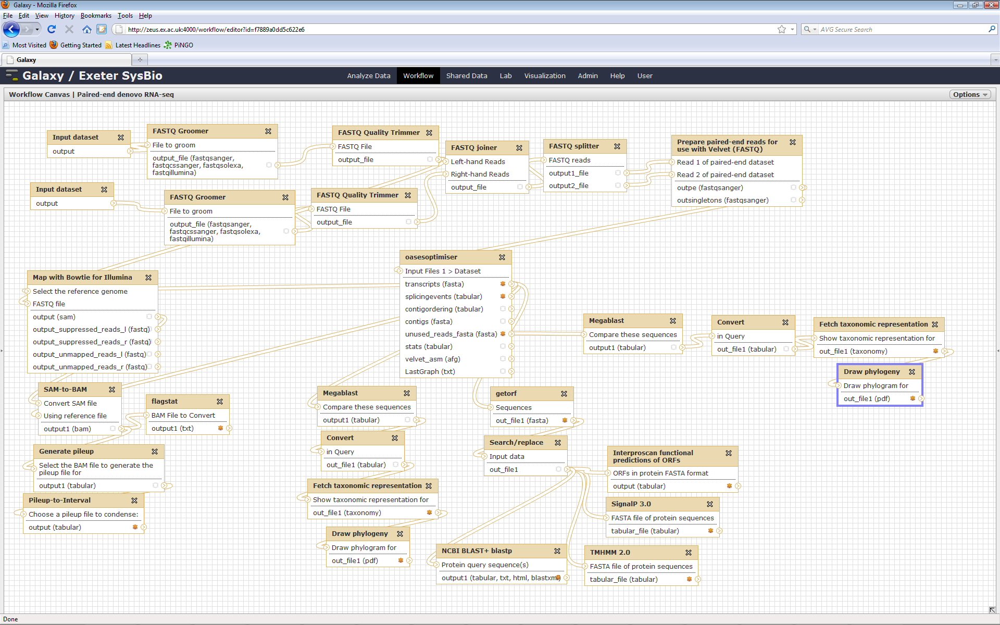 Galaxy - Mozilla Firefox
File Edit View History Bookmarks Tools Help
http://zeus.ex.ac.uk:4000/workflow/editor?id=f7889a0dd5c622e6
AVG Secure Search
Most Visited Getting Started Latest Headlines PiNGO
Galaxy
Galaxy / Exeter SysBio
Analyze Data Workflow Shared Data Lab Visualization Admin Help User
Workflow Canvas | Paired-end denovo RNA-seq
Options
Input dataset
output
FASTQ Groomer
File to groom
output_file (fastqsanger,
fastqcssanger, fastqsolexa,
fastqillumina)
FASTQ Quality Trimmer
FASTQ File
output_file
FASTQ joiner
Left-hand Reads
Right-hand Reads
output_file
FASTQ splitter
FASTQ reads
output1_file
output2_file
Prepare paired-end reads for
use with Velvet (FASTQ)
Read 1 of paired-end dataset
Read 2 of paired-end dataset
outpe (fastqsanger)
outsingletons (fastqsanger)
Input dataset
output
FASTQ Groomer
File to groom
output_file (fastqsanger,
fastqcssanger, fastqsolexa,
fastqillumina)
FASTQ Quality Trimmer
FASTQ File
output_file
Map with Bowtie for Illumina
Select the reference genome
FASTQ file
output (sam)
output_suppressed_reads_l (fastq)
output_suppressed_reads_r (fastq)
output_unmapped_reads_l (fastq)
output_unmapped_reads_r (fastq)
oasesoptimiser
Input Files 1 > Dataset
transcripts (fasta)
splicingevents (tabular)
contigordering (tabular)
contigs (fasta)
unused_reads_fasta (fasta)
stats (tabular)
velvet_asm (afg)
LastGraph (txt)
Megablast
Compare these sequences
output1 (tabular)
Convert
in Query
out_file1 (tabular)
Fetch taxonomic representation
Show taxonomic representation for
out_file1 (taxonomy)
Draw phylogeny
Draw phylogram for
out_file1 (pdf)
SAM-to-BAM
Convert SAM file
Using reference file
output1 (bam)
flagstat
BAM File to Convert
output1 (txt)
Generate pileup
Select the BAM file to generate the
pileup file for
output1 (tabular)
Pileup-to-Interval
Choose a pileup file to condense:
output (tabular)
Megablast
Compare these sequences
output1 (tabular)
Convert
in Query
out_file1 (tabular)
Fetch taxonomic representation
Show taxonomic representation for
out_file1 (taxonomy)
Draw phylogeny
Draw phylogram for
out_file1 (pdf)
getorf
Sequences
out_file1 (fasta)
Search/replace
Input data
out_file1
Interproscan functional
predictions of ORFs
ORFs in protein FASTA format
output (tabular)
SignalP 3.0
FASTA file of protein sequences
tabular_file (tabular)
NCBI BLAST+ blastp
Protein query sequence(s)
output1 (tabular, txt, html, blastxml)
TMHMM 2.0
FASTA file of protein sequences
tabular_file (tabular)
Done